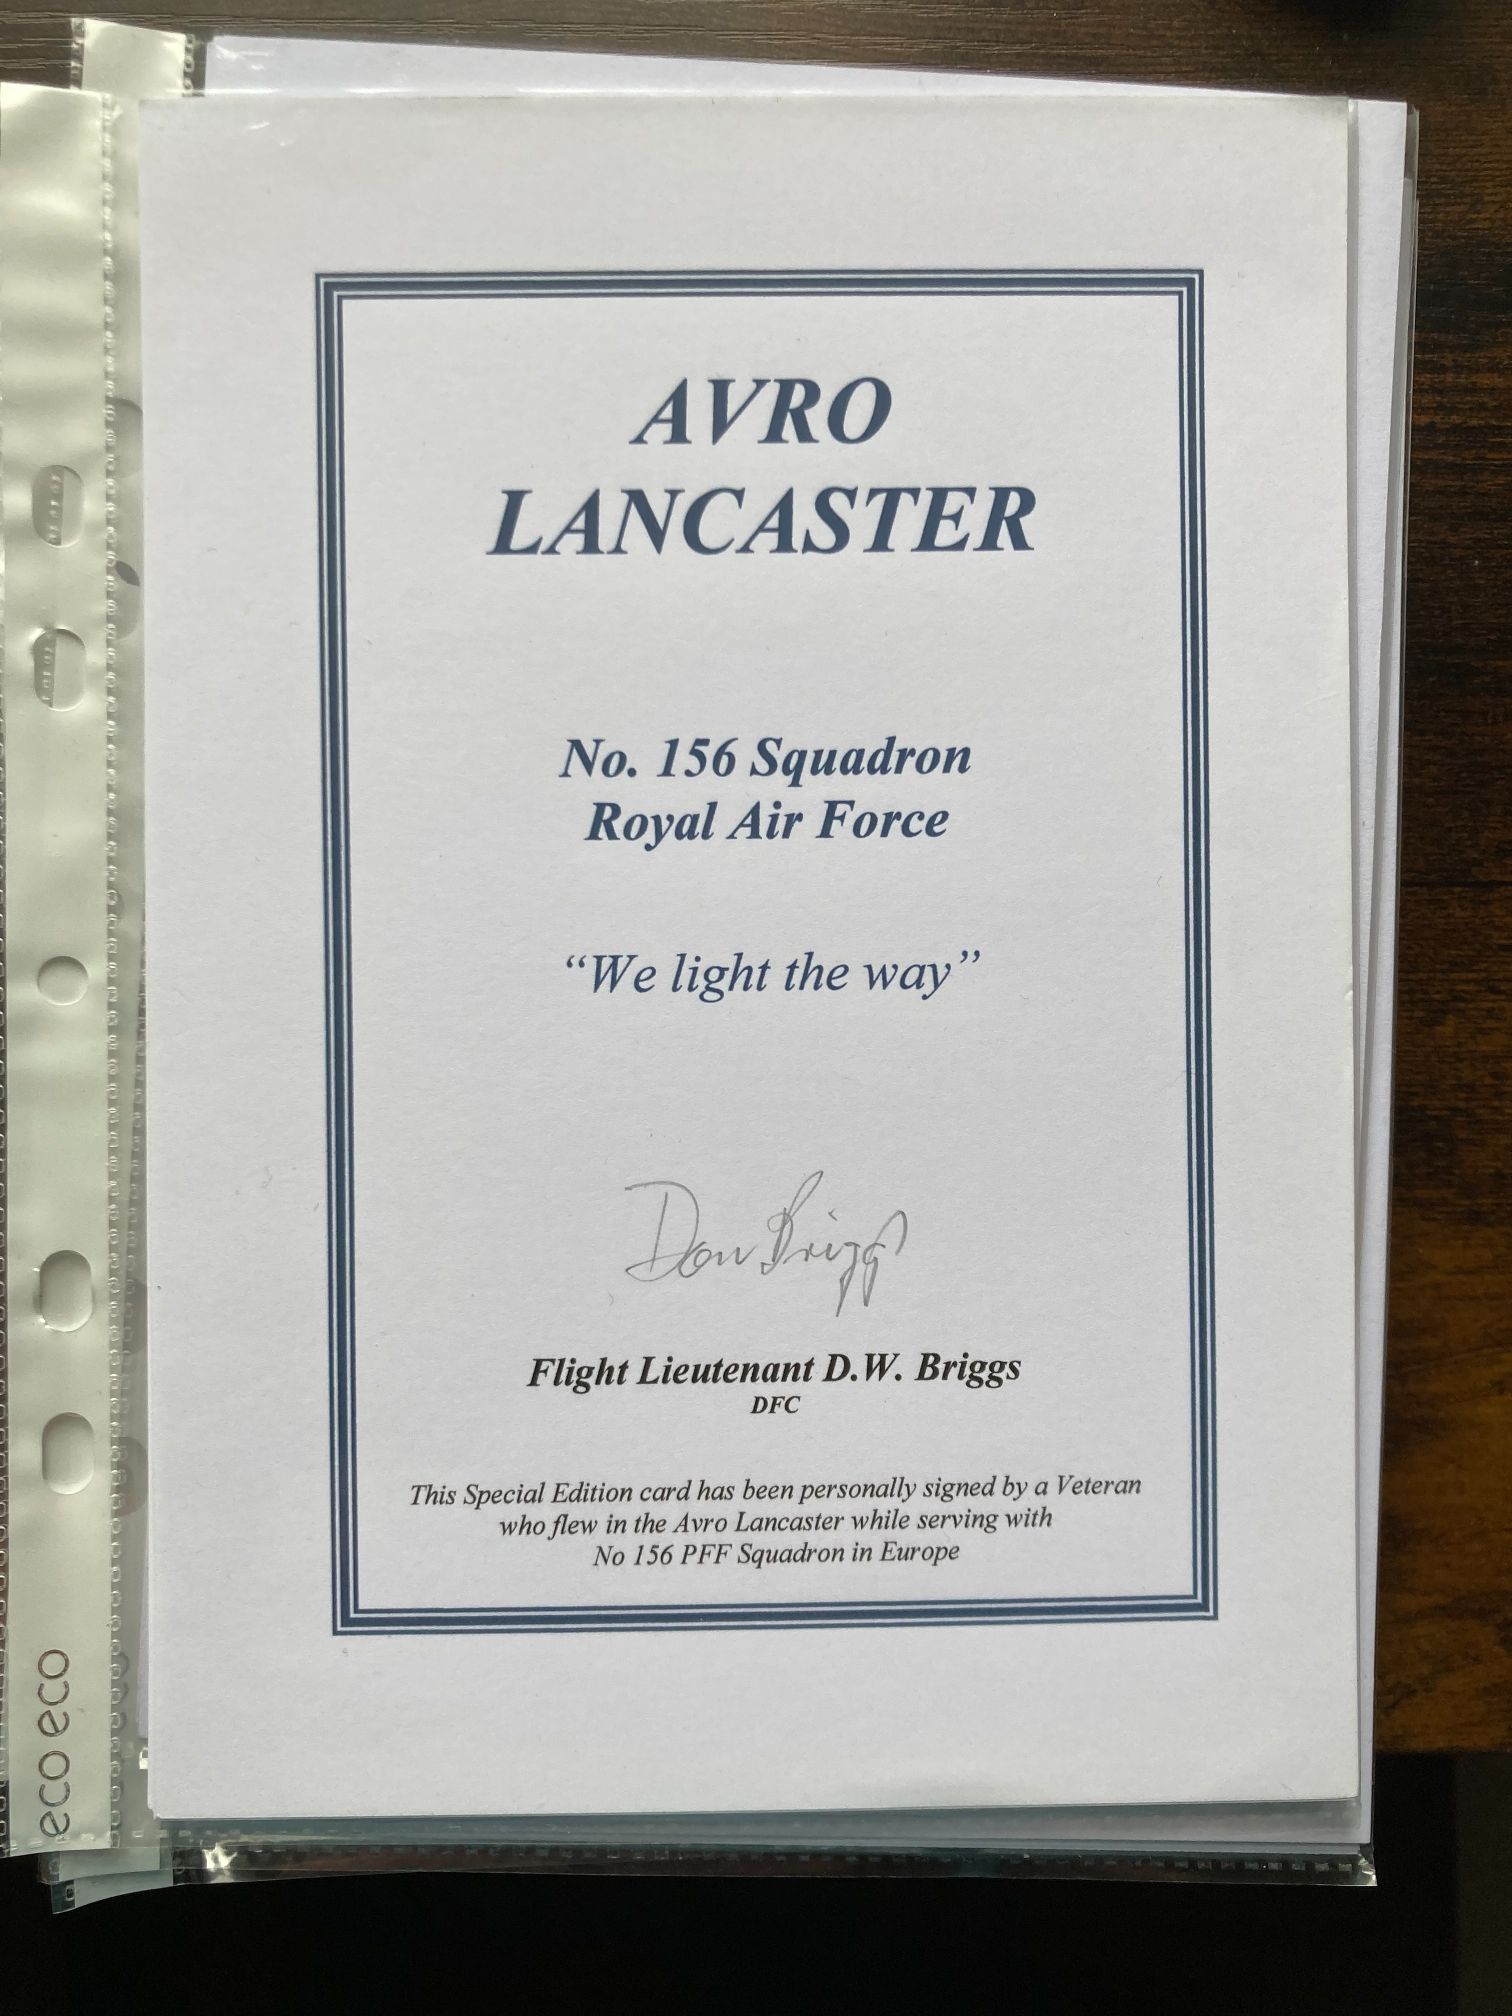 AVRO
LANCASTER
No. 156 Squadron
Royal Air Force
“We light the way”
Don Briggs
Flight Lieutenant D.W. Briggs
DFC
This Special Edition card has been personally signed by a Veteran
who flew in the Avro Lancaster while serving with
No 156 PFF Squadron in Europe
eco eco